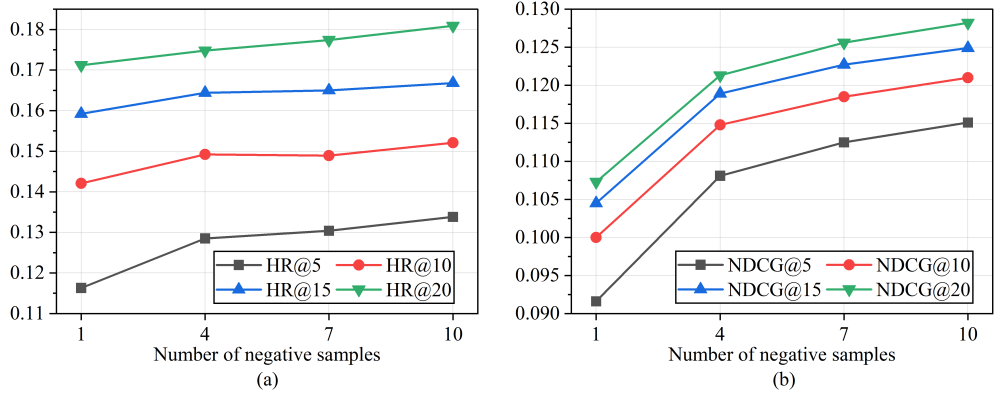 0.18
0.17
0.16
0.15
0.14
0.13
0.12
0.11
HR@5 HR@10
HR@15 HR@20
1 4 7 10
Number of negative samples
(a)
0.130
0.125
0.120
0.115
0.110
0.105
0.100
0.095
0.090
NDCG@5 NDCG@10
NDCG@15 NDCG@20
1 4 7 10
Number of negative samples
(b)